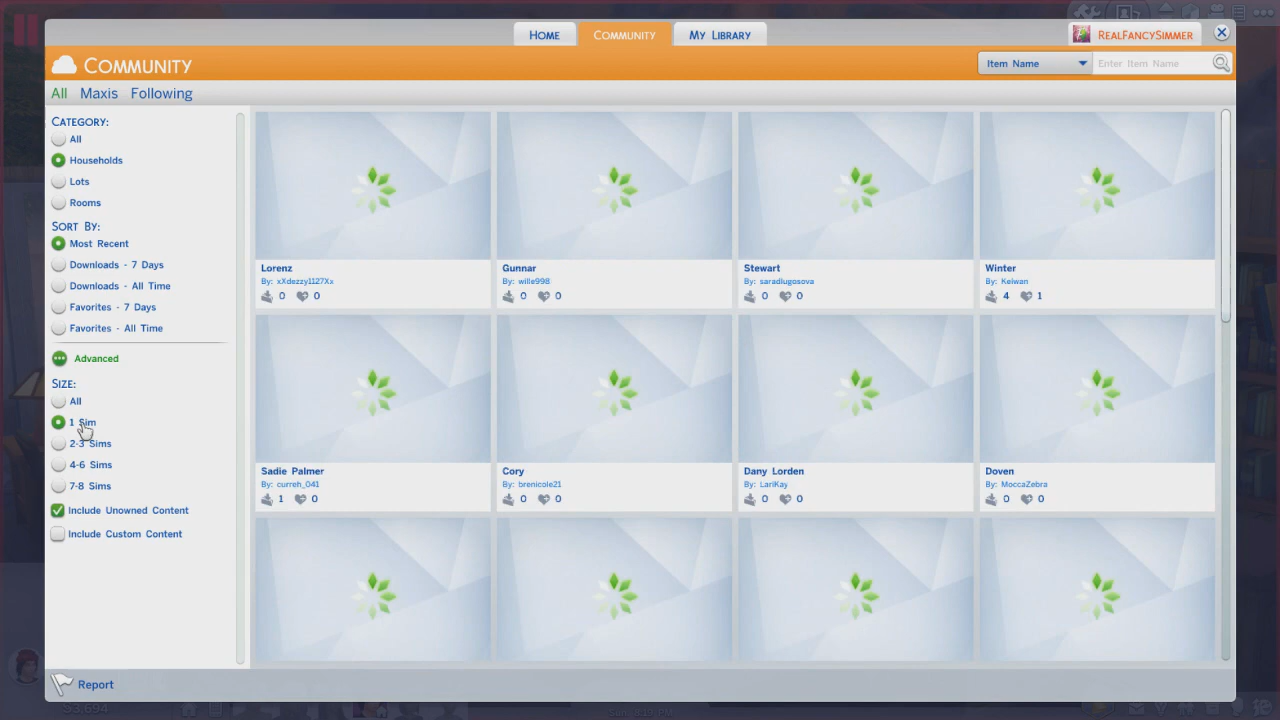 Home Community My Library RealFancySimmer
Community Item Name Enter Item Name
All Maxis Following
Category:
All
Households
Lots
Rooms
Sort By:
Most Recent
Downloads - 7 Days
Downloads - All Time
Favorites - 7 Days
Favorites - All Time
Advanced
Size:
All
1 Sim
2-3 Sims
4-6 Sims
7-8 Sims
Include Unowned Content
Include Custom Content
Lorenz
By: xXdezzy1127Xx
0 0
Gunnar
By: wille998
0 0
Stewart
By: saradlugosova
0 0
Winter
By: Keiwan
4 1
Sadie Palmer
By: curreh_041
1 0
Cory
By: brenicole21
0 0
Dany Lorden
By: LariKay
0 0
Doven
By: MoccaZebra
0 0
Report